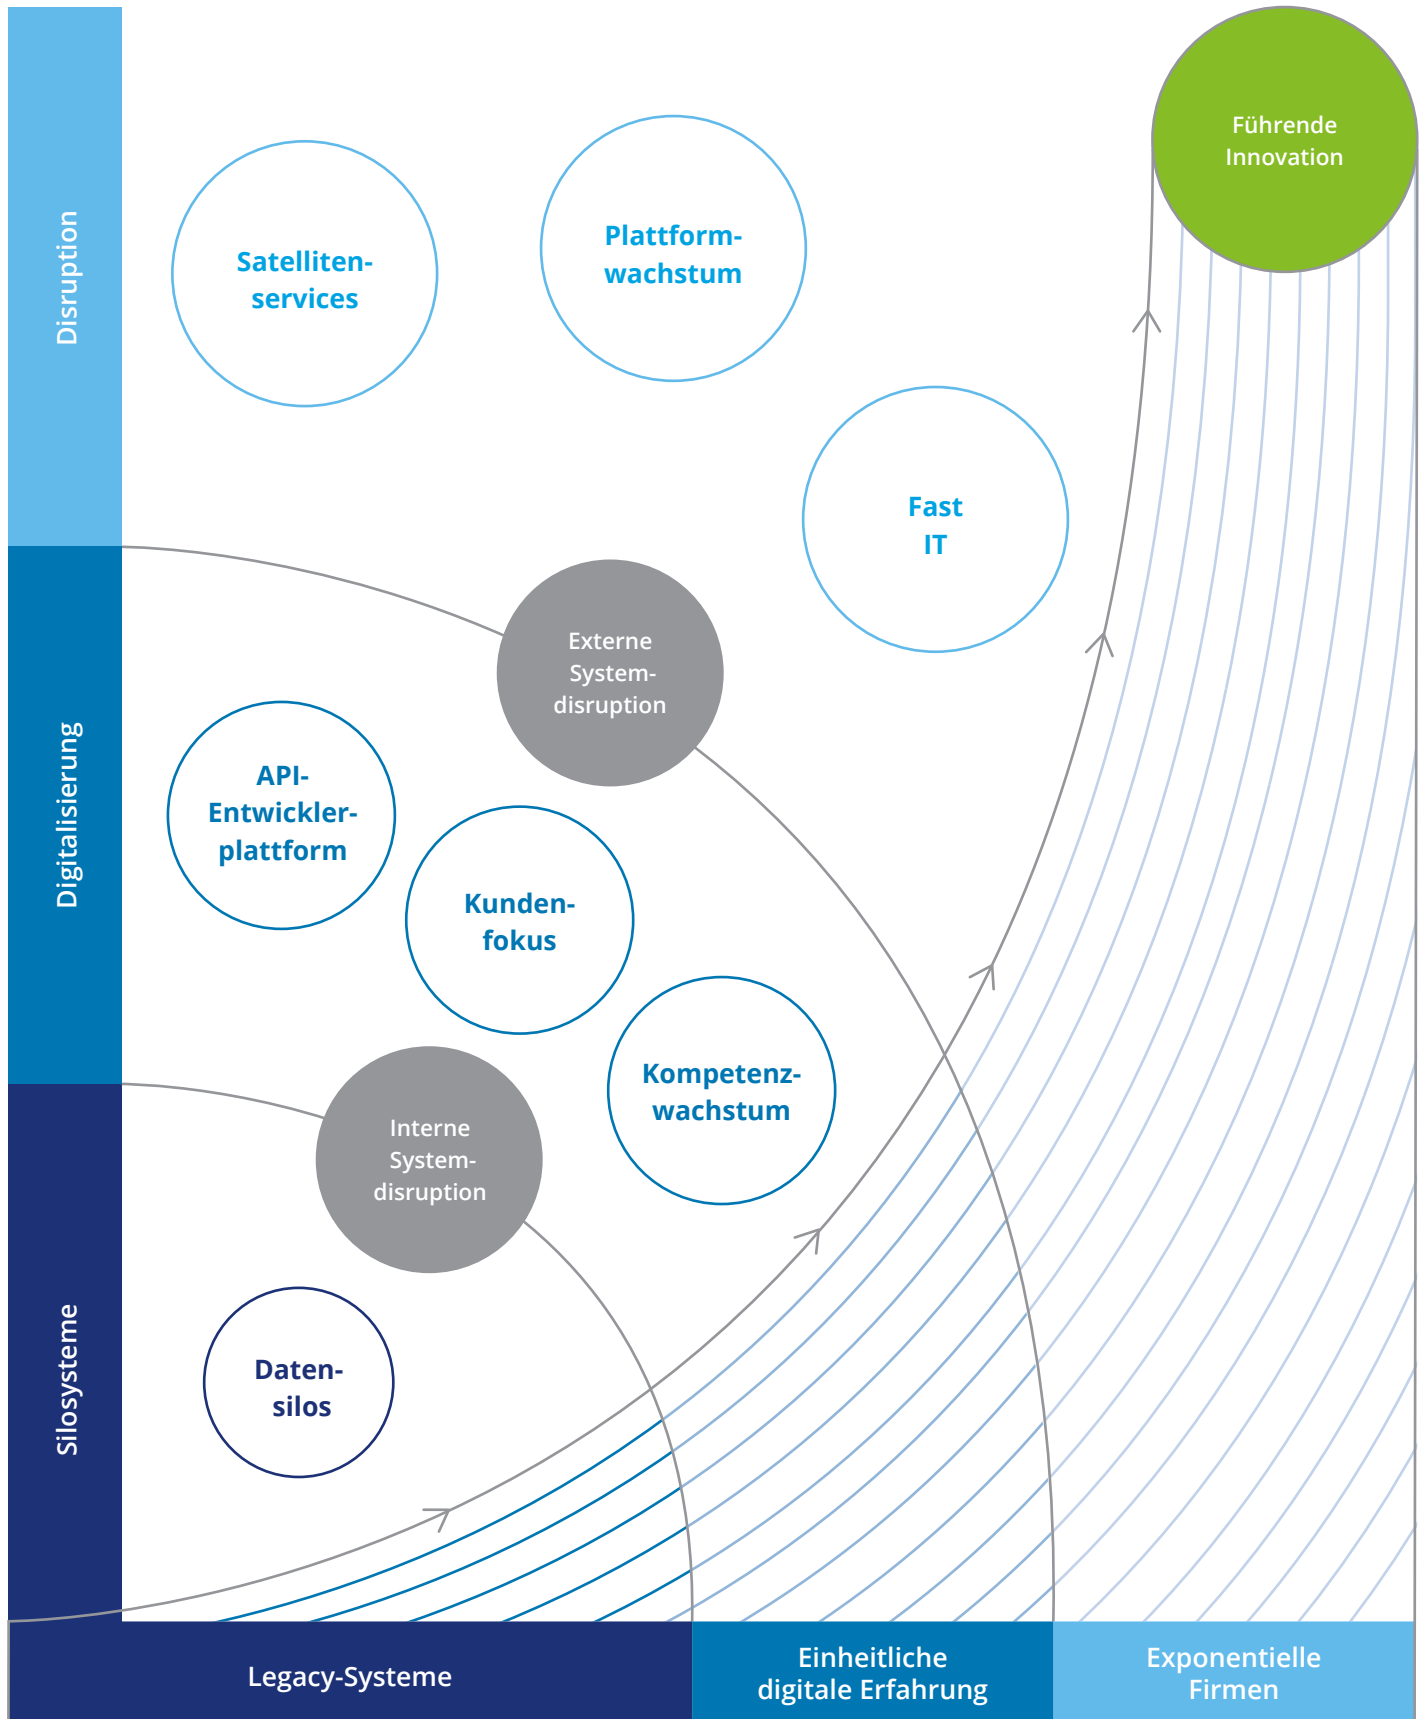 Führende
Innovation
Disruption
Satelliten-
services
Plattform-
wachstum
Fast
IT
Digitalisierung
Externe
System-
disruption
API-
Entwickler-
plattform
Kunden-
fokus
Kompetenz-
wachstum
Silosysteme
Interne
System-
disruption
Daten-
silos
Legacy-Systeme
Einheitliche
digitale Erfahrung
Exponentielle
Firmen